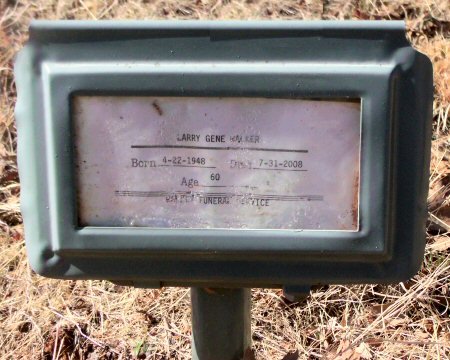 LARRY GENE WALKER
Born 4-22-1948 Died 7-31-2008
Age 60
FUNERAL SERVICE